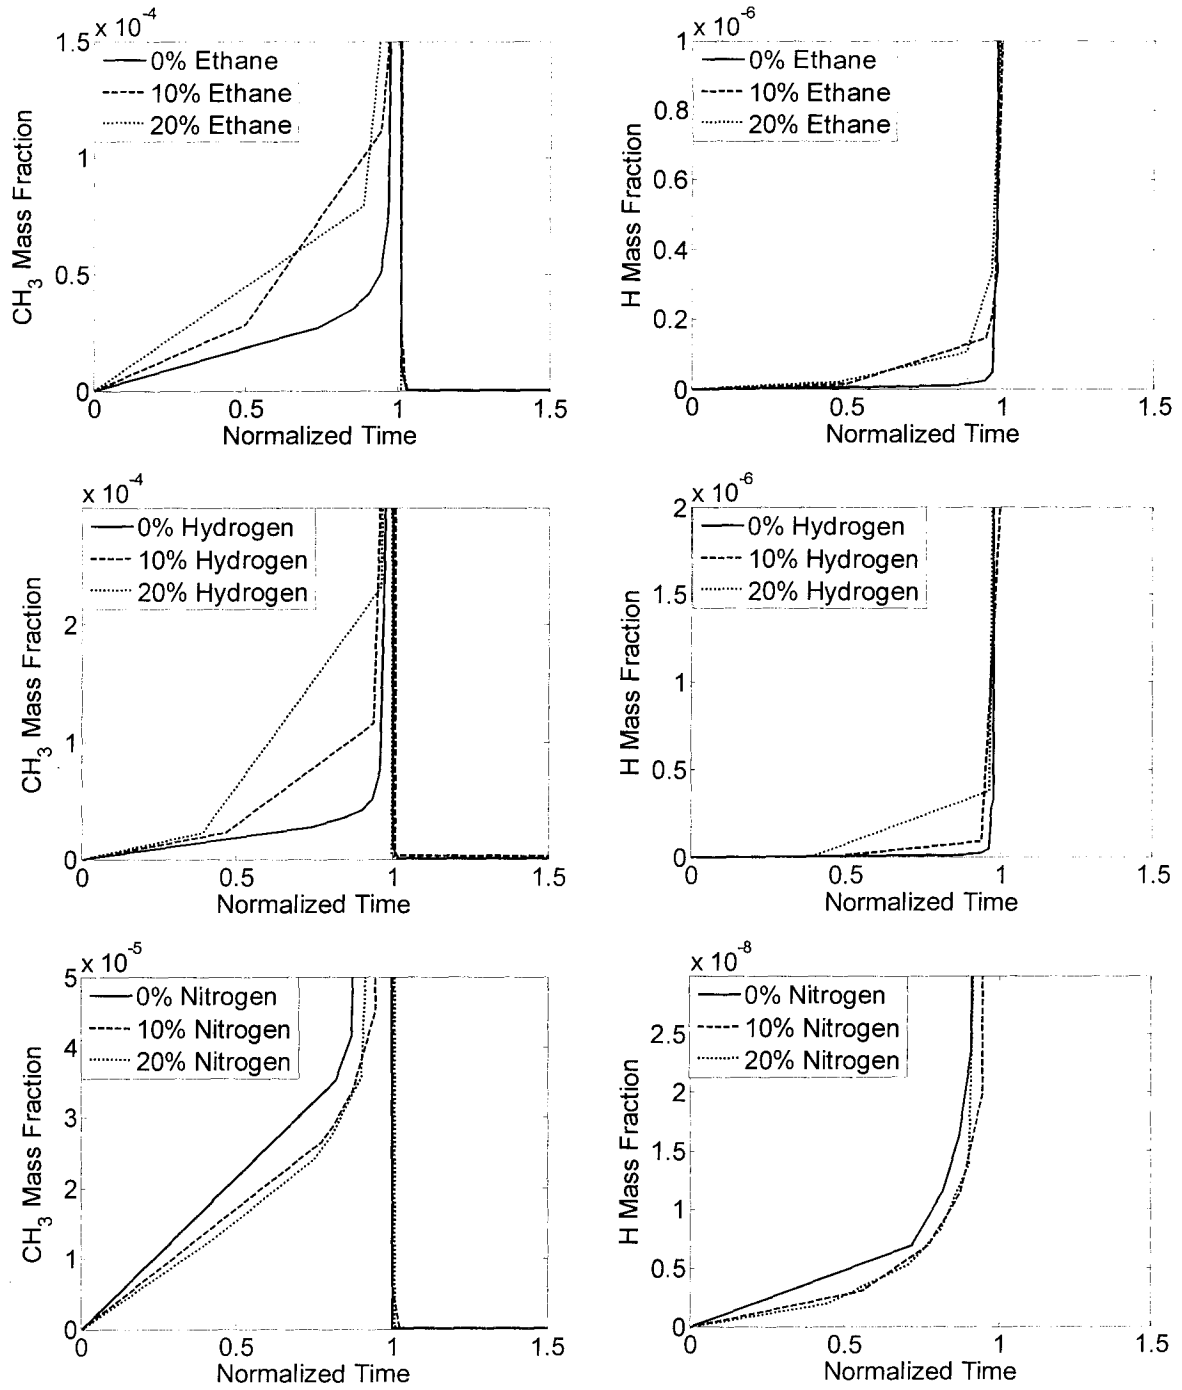 x 10^-4
1.5
1
0.5
0
0 0.5 1 1.5
CH3 Mass Fraction
Normalized Time
0% Ethane
10% Ethane
20% Ethane
x 10^-6
1
0.8
0.6
0.4
0.2
0
0 0.5 1 1.5
H Mass Fraction
Normalized Time
0% Ethane
10% Ethane
20% Ethane
x 10^-4
2
1
0
0 0.5 1 1.5
CH3 Mass Fraction
Normalized Time
0% Hydrogen
10% Hydrogen
20% Hydrogen
x 10^-6
2
1.5
1
0.5
0
0 0.5 1 1.5
H Mass Fraction
Normalized Time
0% Hydrogen
10% Hydrogen
20% Hydrogen
x 10^-5
5
4
3
2
1
0
0 0.5 1 1.5
CH3 Mass Fraction
Normalized Time
0% Nitrogen
10% Nitrogen
20% Nitrogen
x 10^-8
2.5
2
1.5
1
0.5
0
0 0.5 1 1.5
H Mass Fraction
Normalized Time
0% Nitrogen
10% Nitrogen
20% Nitrogen